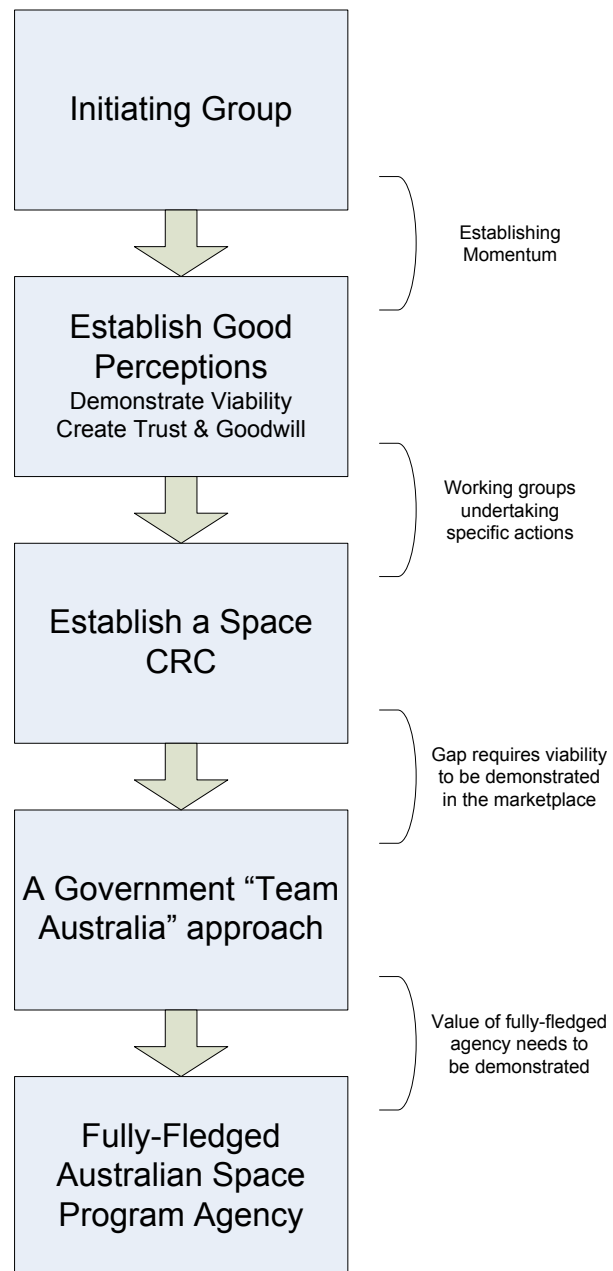 Initiating Group
Establishing
Momentum
Establish Good
Perceptions
Demonstrate Viability
Create Trust & Goodwill
Working groups
undertaking
specific actions
Establish a Space
CRC
Gap requires viability
to be demonstrated
in the marketplace
A Government “Team
Australia” approach
Value of fully-fledged
agency needs to
be demonstrated
Fully-Fledged
Australian Space
Program Agency